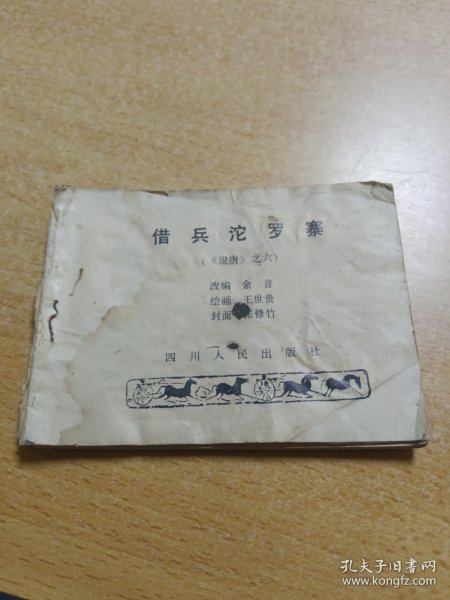 借兵沱罗寨
(《说唐》之六)
改编 余音
绘画 王世贵
封面 修竹
四川人民出版社
孔夫子旧书网
www.kongfz.com